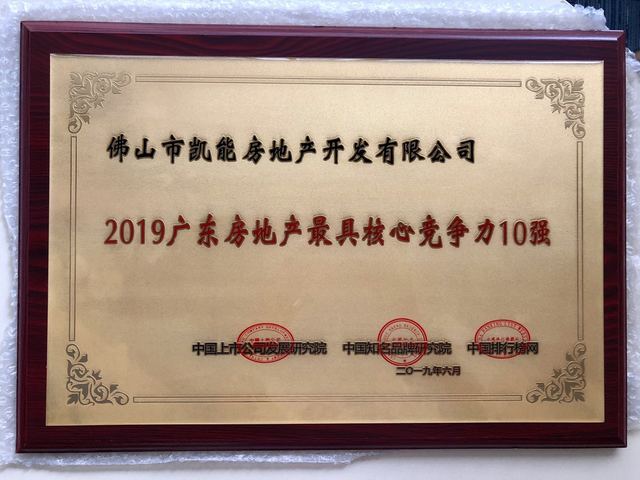 佛山市凯能房地产开发有限公司
2019广东房地产最具核心竞争力10强
中国上市公司发展研究院 中国知名品牌研究院 中国排行榜网
二〇一九年六月